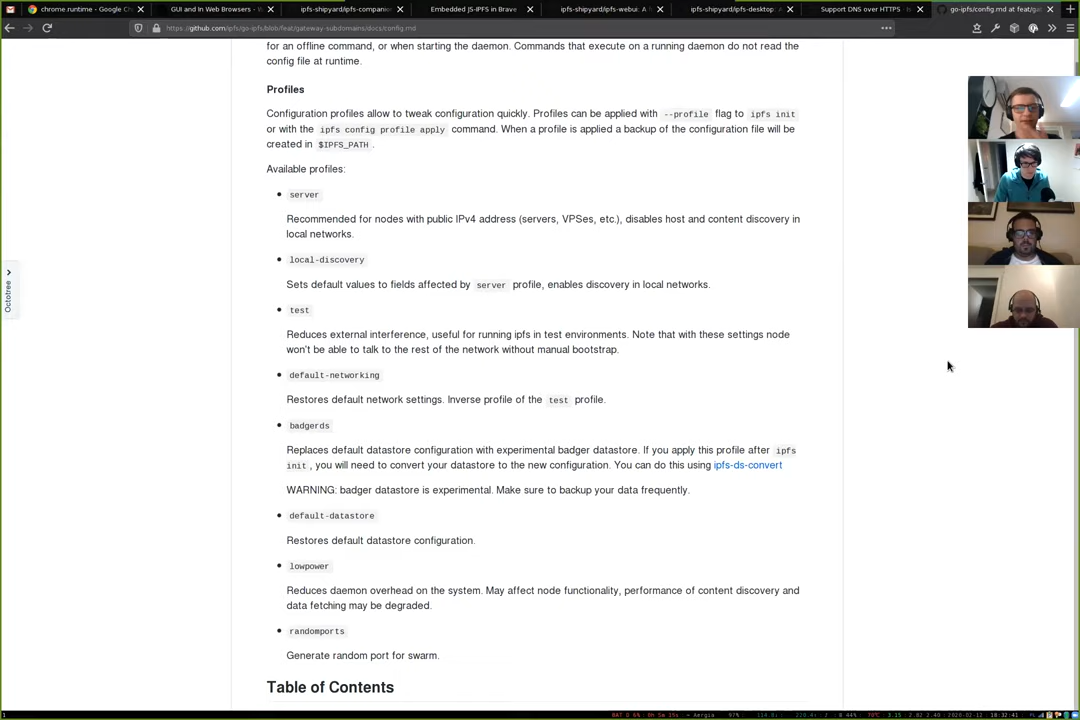 chrome.runtime - Google Ch
GUI and In Web Browsers - W
ipfs-shipyard/ipfs-companion
Embedded JS-IPFS in Brave
ipfs-shipyard/ipfs-webui: A f
ipfs-shipyard/ipfs-desktop: A
Support DNS over HTTPS
go-ipfs/config.md at feat/gat
https://github.com/ipfs/go-ipfs/blob/feat/gateway-subdomains/docs/config.md
for an offline command, or when starting the daemon. Commands that execute on a running daemon do not read the
config file at runtime.
Profiles
Configuration profiles allow to tweak configuration quickly. Profiles can be applied with --profile flag to ipfs init
or with the ipfs config profile apply command. When a profile is applied a backup of the configuration file will be
created in $IPFS_PATH .
Available profiles:
server
Recommended for nodes with public IPv4 address (servers, VPSes, etc.), disables host and content discovery in
local networks.
local-discovery
Sets default values to fields affected by server profile, enables discovery in local networks.
test
Reduces external interference, useful for running ipfs in test environments. Note that with these settings node
won't be able to talk to the rest of the network without manual bootstrap.
default-networking
Restores default network settings. Inverse profile of the test profile.
badgerds
Replaces default datastore configuration with experimental badger datastore. If you apply this profile after ipfs
init , you will need to convert your datastore to the new configuration. You can do this using ipfs-ds-convert
WARNING: badger datastore is experimental. Make sure to backup your data frequently.
default-datastore
Restores default datastore configuration.
lowpower
Reduces daemon overhead on the system. May affect node functionality, performance of content discovery and
data fetching may be degraded.
randomports
Generate random port for swarm.
Table of Contents
Octotree